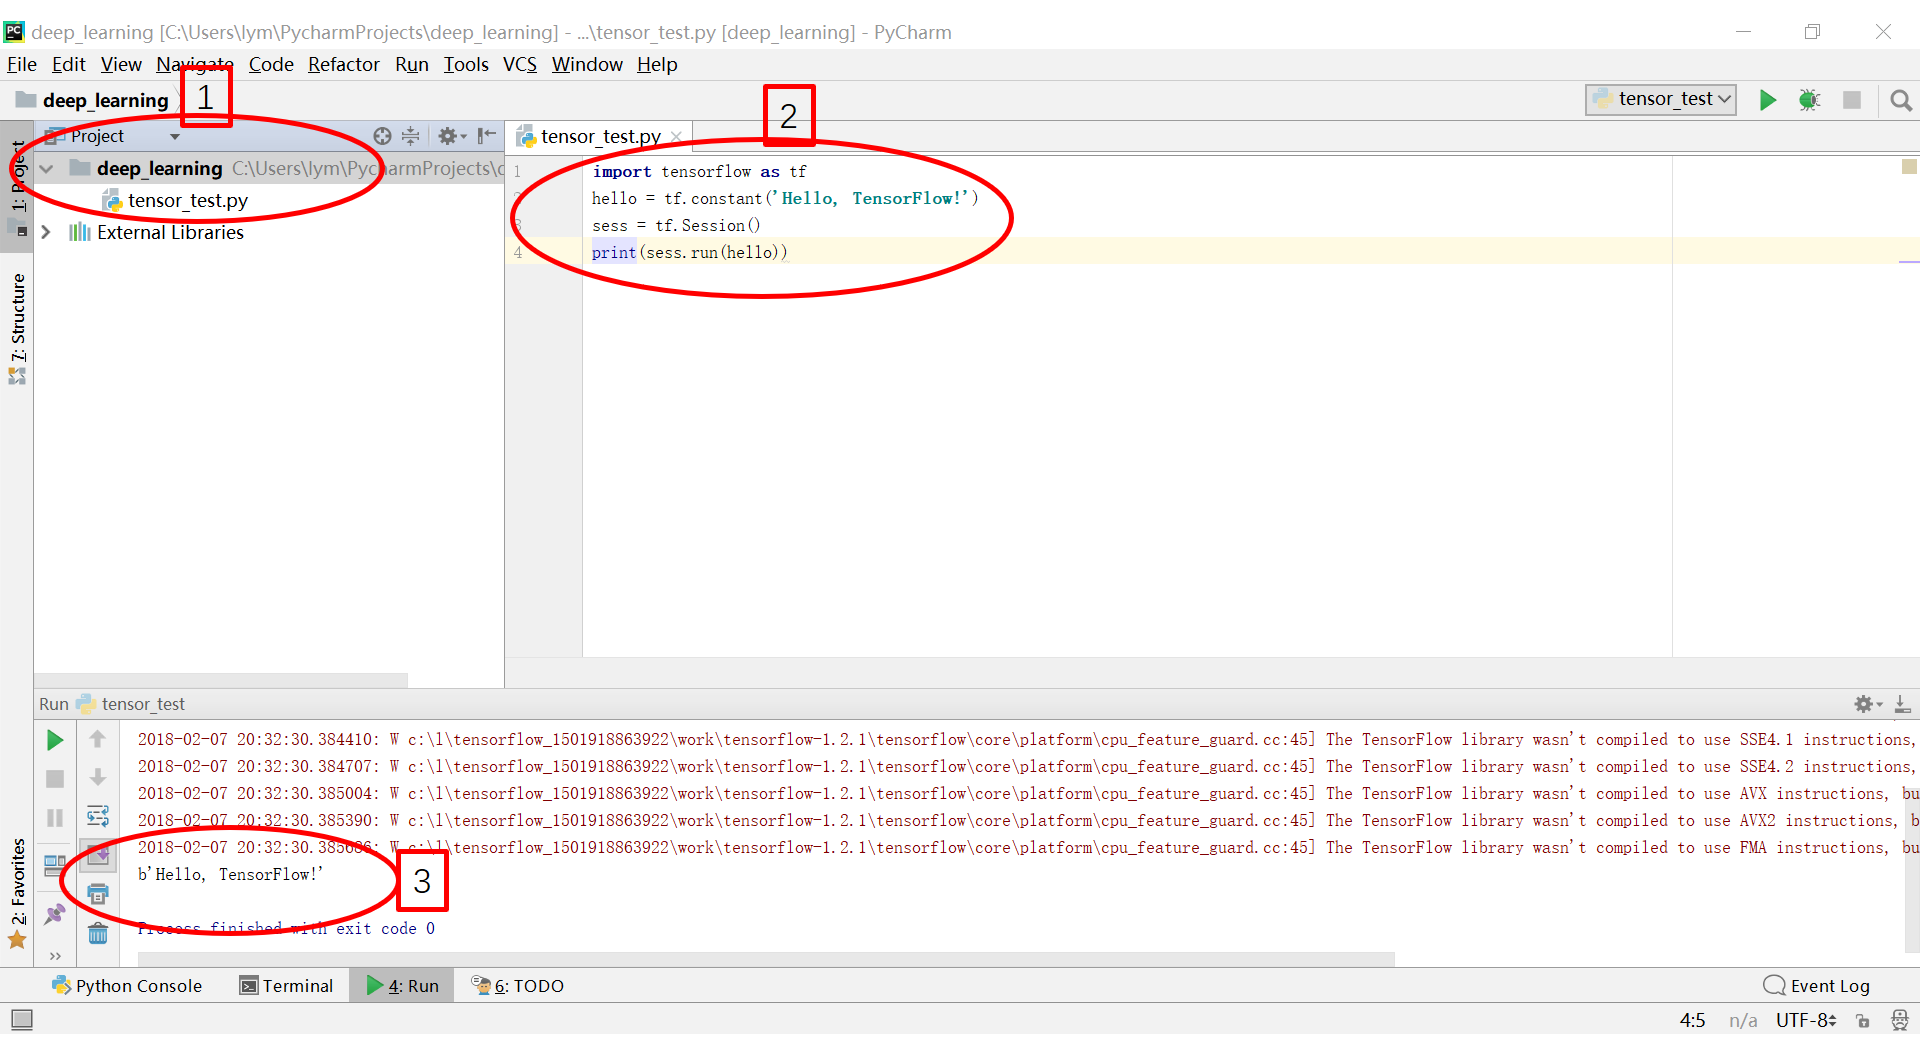 deep_learning [C:\Users\lym\PycharmProjects\deep_learning] - ...\tensor_test.py [deep_learning] - PyCharm
File Edit View Navigate Code Refactor Run Tools VCS Window Help
deep_learning
1
2
tensor_test
Project
tensor_test.py
1: Project
deep_learning C:\Users\lym\PycharmProjects\d
tensor_test.py
External Libraries
7: Structure
1 import tensorflow as tf
hello = tf.constant('Hello, TensorFlow!')
3 sess = tf.Session()
4 print(sess.run(hello))
Run tensor_test
2018-02-07 20:32:30.384410: W c:\l\tensorflow_1501918863922\work\tensorflow-1.2.1\tensorflow\core\platform\cpu_feature_guard.cc:45] The TensorFlow library wasn't compiled to use SSE4.1 instructions,
2018-02-07 20:32:30.384707: W c:\l\tensorflow_1501918863922\work\tensorflow-1.2.1\tensorflow\core\platform\cpu_feature_guard.cc:45] The TensorFlow library wasn't compiled to use SSE4.2 instructions,
2018-02-07 20:32:30.385004: W c:\l\tensorflow_1501918863922\work\tensorflow-1.2.1\tensorflow\core\platform\cpu_feature_guard.cc:45] The TensorFlow library wasn't compiled to use AVX instructions, bu
2018-02-07 20:32:30.385390: W c:\l\tensorflow_1501918863922\work\tensorflow-1.2.1\tensorflow\core\platform\cpu_feature_guard.cc:45] The TensorFlow library wasn't compiled to use AVX2 instructions, b
2018-02-07 20:32:30.385686: W c:\l\tensorflow_1501918863922\work\tensorflow-1.2.1\tensorflow\core\platform\cpu_feature_guard.cc:45] The TensorFlow library wasn't compiled to use FMA instructions, bu
b'Hello, TensorFlow!'
3
Process finished with exit code 0
2: Favorites
Python Console Terminal 4: Run 6: TODO Event Log
4:5 n/a UTF-8